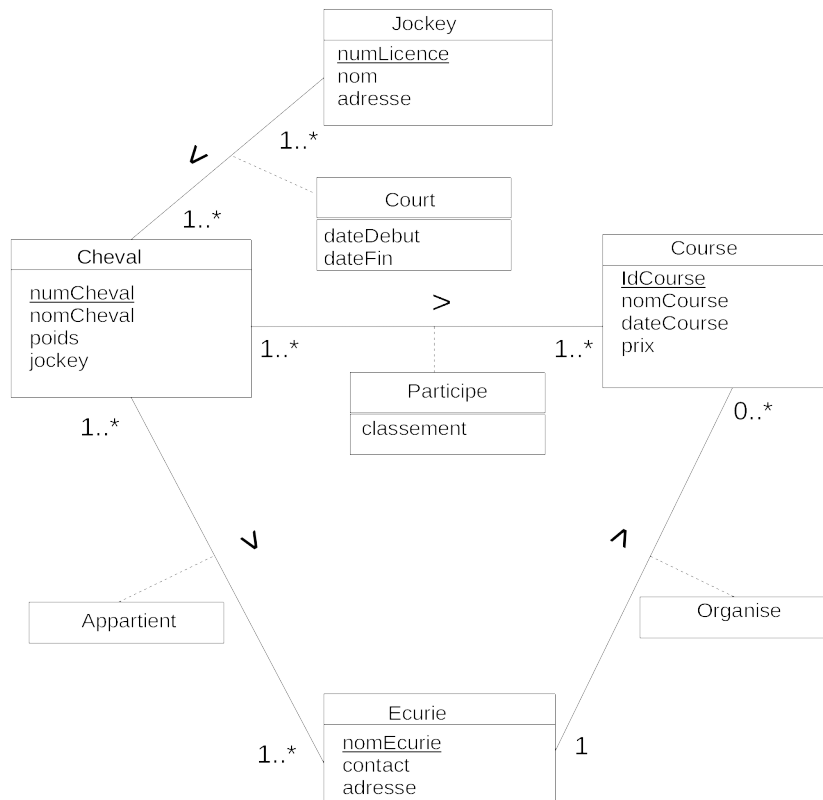 Jockey
numLicence
nom
adresse
1..*
<
1..*
Court
dateDebut
dateFin
Cheval
numCheval
nomCheval
poids
jockey
>
1..*
1..*
Course
IdCourse
nomCourse
dateCourse
prix
Participe
classement
1..*
0..*
>
>
Appartient
Organise
Ecurie
nomEcurie
contact
adresse
1..*
1